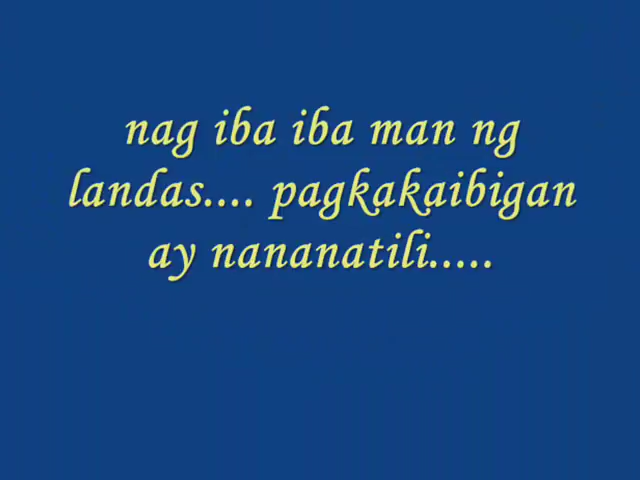 nag iba iba man ng
landas.... pagkakaibigan
ay nananatili.....